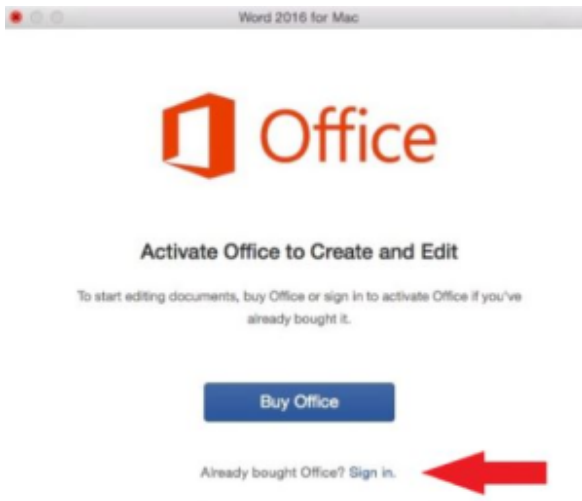 Word 2016 for Mac
Office
Activate Office to Create and Edit
To start editing documents, buy Office or sign in to activate Office if you've
already bought it.
Buy Office
Already bought Office? Sign in.